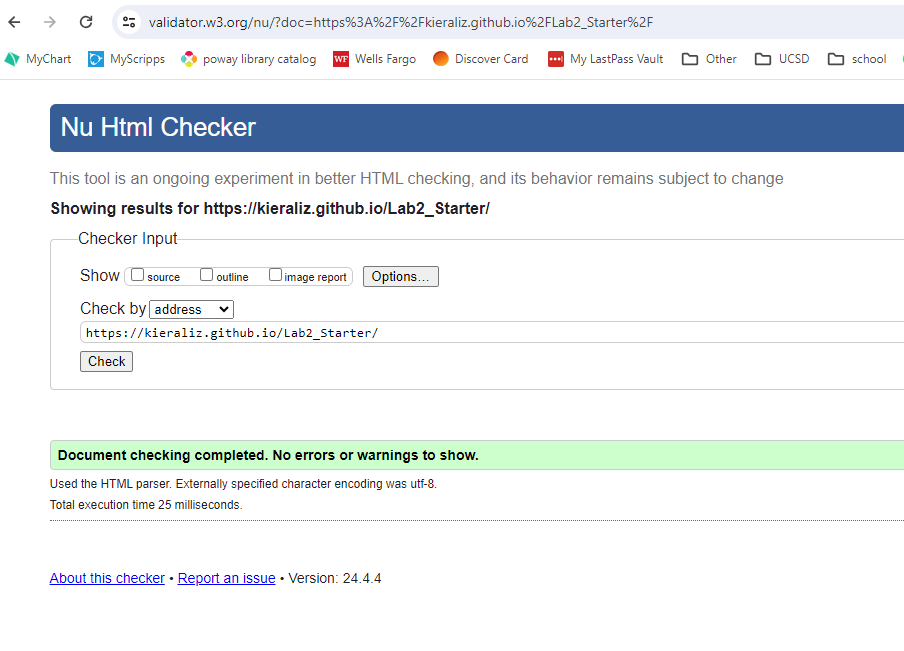 validator.w3.org/nu/?doc=https%3A%2F%2Fkieraliz.github.io%2FLab2_Starter%2F
MyChart MyScripps poway library catalog WF Wells Fargo Discover Card My LastPass Vault Other UCSD school
Nu Html Checker
This tool is an ongoing experiment in better HTML checking, and its behavior remains subject to change
Showing results for https://kieraliz.github.io/Lab2_Starter/
Checker Input
Show source outline image report Options...
Check by address
https://kieraliz.github.io/Lab2_Starter/
Check
Document checking completed. No errors or warnings to show.
Used the HTML parser. Externally specified character encoding was utf-8.
Total execution time 25 milliseconds.
About this checker • Report an issue • Version: 24.4.4